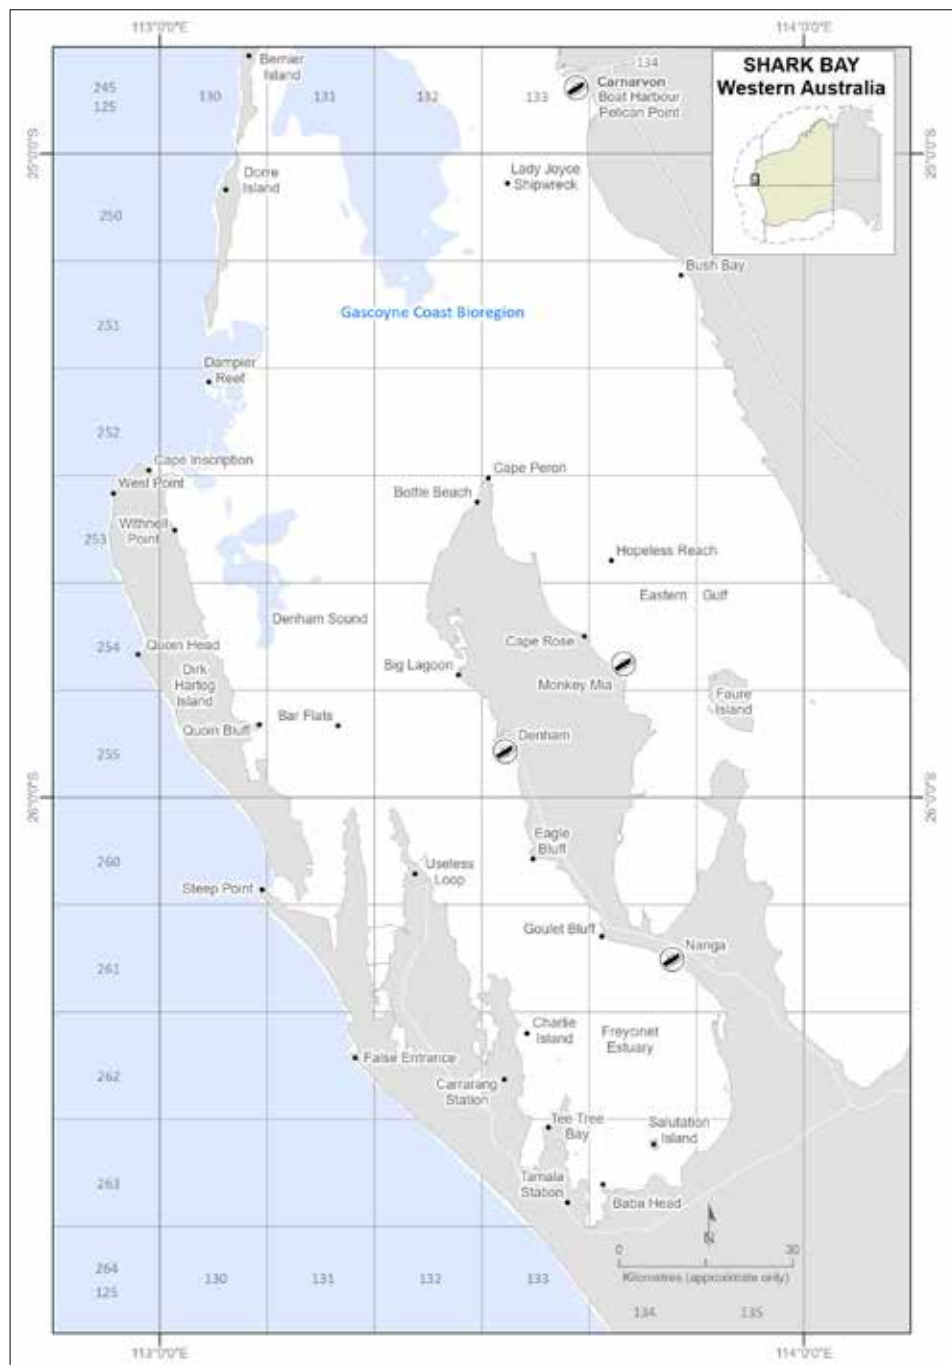 113°0'0"E
114°0'0"E
SHARK BAY
Western Australia
Bernier
Island
134
245
125
130
131
132
133
Carnarvon
Boat Harbour
Pelican Point
25°0'0"S
25°0'0"S
Lady Joyce
Shipwreck
Dorre
Island
250
Bush Bay
Gascoyne Coast Bioregion
251
Dampier
Reef
252
Cape Inscription
Cape Peron
West Point
Bottle Beach
Withnell
Point
253
Hopeless Reach
Eastern Gulf
Denham Sound
Cape Rose
254
Quoin Head
Big Lagoon
Dirk
Hartog
Island
Monkey Mia
Faure
Island
Bar Flats
Quoin Bluff
Denham
255
26°0'0"S
26°0'0"S
Eagle
Bluff
260
Useless
Loop
Steep Point
Goulet Bluff
Nanga
261
Charlie
Island
Freycinet
Estuary
False Entrance
262
Carrarang
Station
Tee Tree
Bay
Salutation
Island
Tamala
Station
263
Baba Head
N
0
30
Kilometres (approximate only)
264
125
130
131
132
133
134
135
113°0'0"E
114°0'0"E